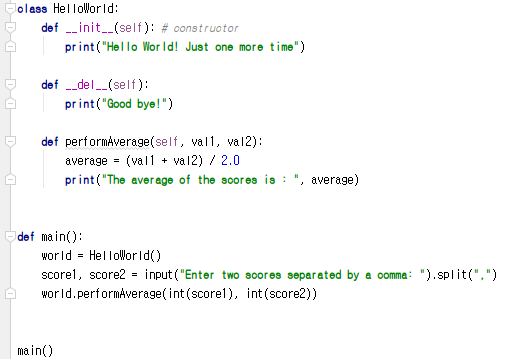 class HelloWorld:
    def __init__(self): # constructor
        print("Hello World! Just one more time")

    def __del__(self):
        print("Good bye!")

    def performAverage(self, val1, val2):
        average = (val1 + val2) / 2.0
        print("The average of the scores is : ", average)


def main():
    world = HelloWorld()
    score1, score2 = input("Enter two scores separated by a comma: ").split(",")
    world.performAverage(int(score1), int(score2))


main()